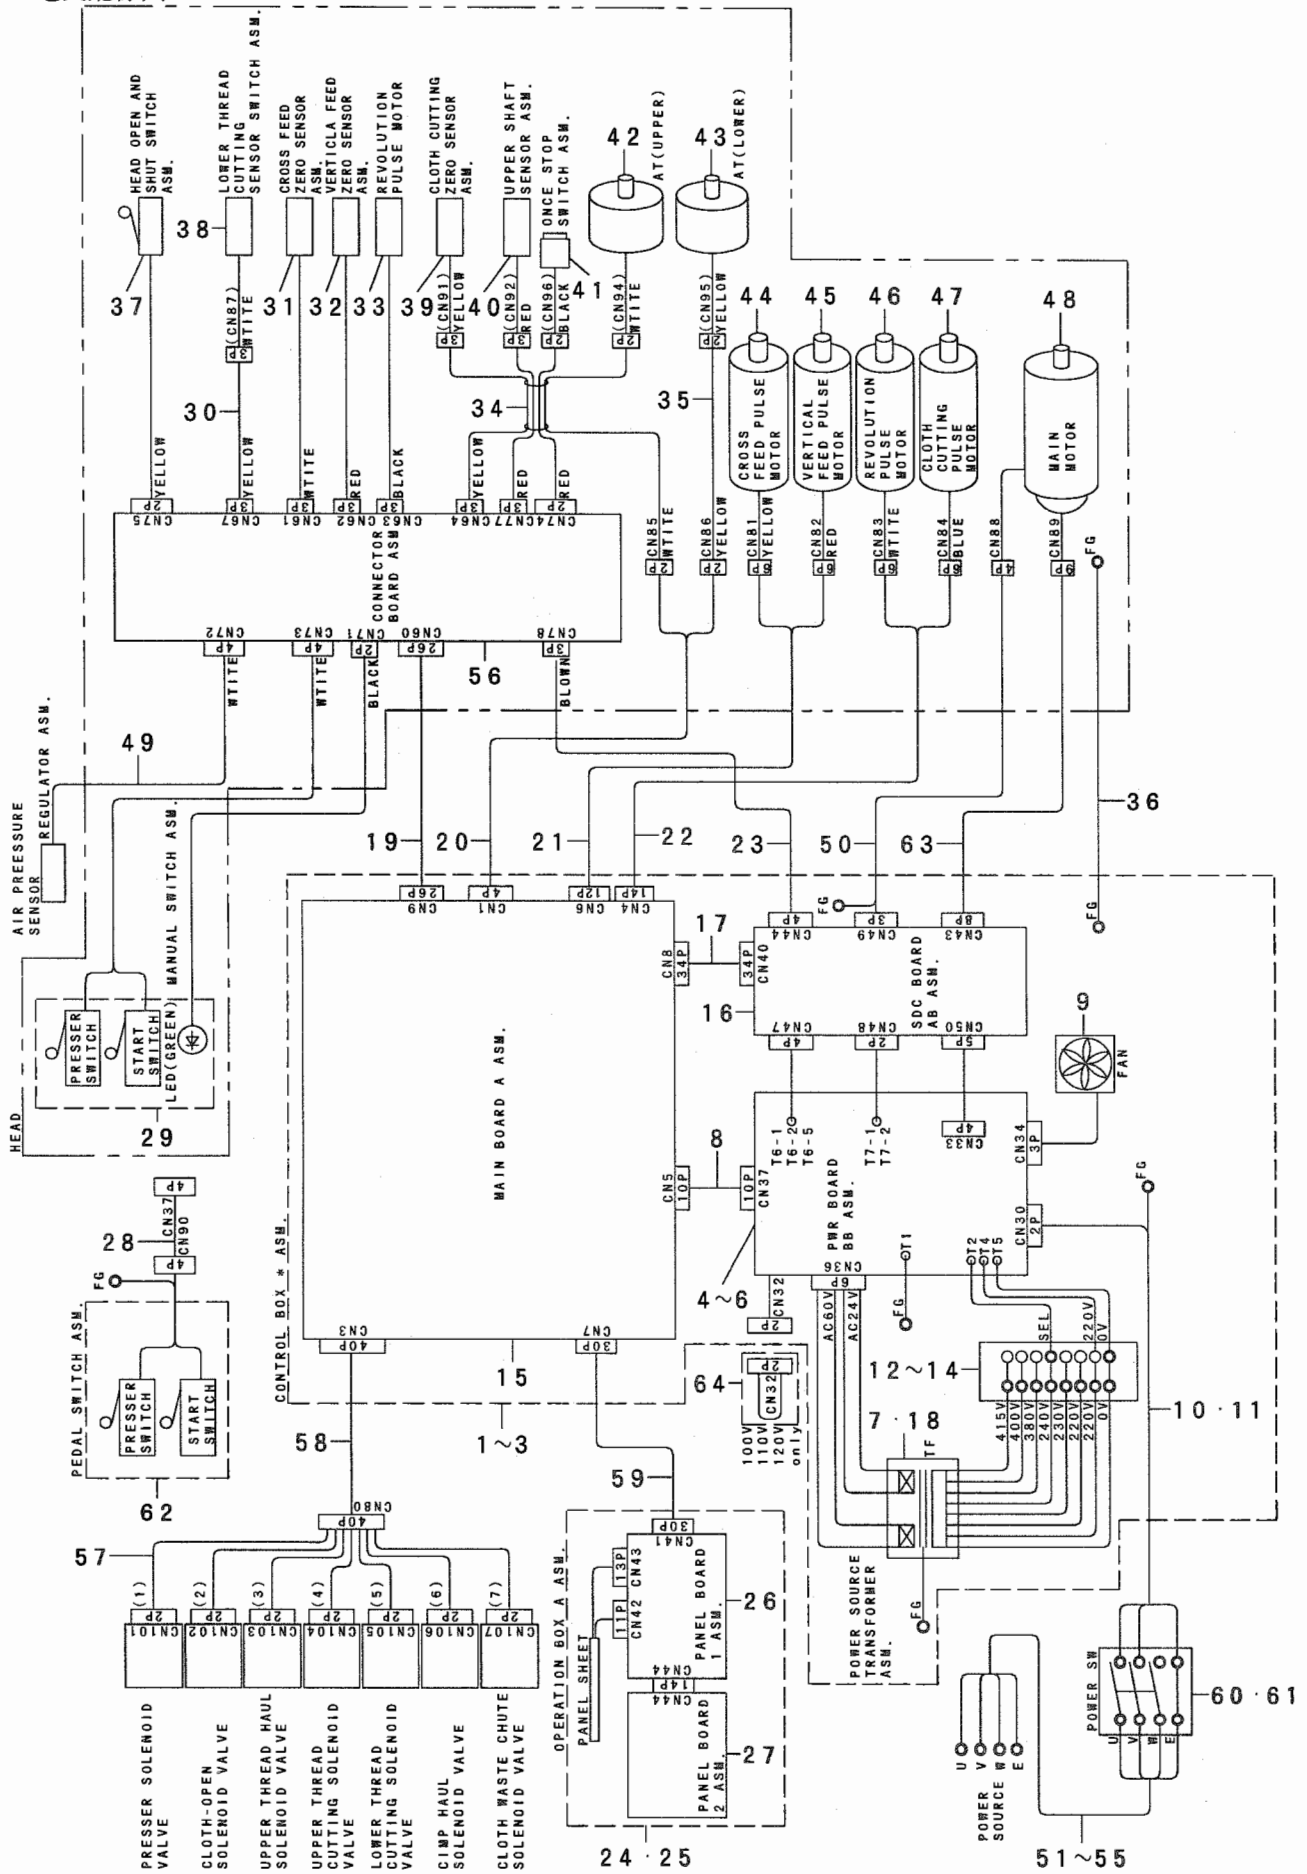 HEAD OPEN AND
SHUT SWITCH
ASM.
LOWER THREAD
CUTTING
SENSOR SWITCH ASM.
CROSS FEED
ZERO SENSOR
ASM.
VERTICLA FEED
ZERO SENSOR
ASM.
REVOLUTION
PULSE MOTOR
CLOTH CUTTING
ZERO SENSOR
ASM.
UPPER SHAFT
SENSOR ASM.
ONCE STOP
SWITCH ASM.
42
AT(UPPER)
43
AT(LOWER)
37
38
(CN87)
3P
WTITE
31
32
33
39
(CN91)
3P
YELLOW
40
(CN92)
3P
RED
41
(CN96)
2P
BLACK
(CN94)
2P
WTITE
(CN95)
2P
YELLOW
44
45
46
47
48
30
34
35
CROSS
FEED PULSE
MOTOR
VERTICAL
FEED PULSE
MOTOR
REVOLUTION
PULSE
MOTOR
CLOTH
CUTTING
PULSE
MOTOR
MAIN
MOTOR
YELLOW
2P
CN75
YELLOW
3P
CN67
WTITE
3P
CN61
RED
3P
CN62
BLACK
3P
CN63
YELLOW
3P
CN64
RED
3P
CN77
RED
2P
CN74
CONNECTOR
BOARD ASM
2P
CN85
WTITE
2P
CN86
YELLOW
6P
CN81
YELLOW
6P
CN82
RED
6P
CN83
WTITE
6P
CN84
BLUE
4P
CN88
CN89
FG
CN72
4P
WTITE
CN73
4P
WTITE
CN71
2P
BLACK
CN60
26P
CN78
3P
BLOWN
56
49
AIR PREESSURE
SENSOR
REGULATOR ASM.
MANUAL SWITCH ASM.
19
20
21
22
23
50
63
36
26P
CN9
4P
CN1
12P
CN6
14P
CN4
FG
4P
CN44
3P
CN49
8P
CN43
FG
CN8
34P
17
34P
CN40
16
SDC BOARD
AB ASM.
CN47
4P
CN48
2P
CN50
5P
9
FAN
HEAD
PRESSER
SWITCH
START
SWITCH
LED(GREEN)
29
MAIN BOARD A ASM.
T6-1
T6-2
T6-5
T7-1
T7-2
4P
CN33
CN34
3P
8
CN5
10P
10P
CN37
PWR BOARD
BB ASM.
CN30
2P
FG
4P
CN37
28
CN90
4P
FG
PEDAL SWITCH ASM.
PRESSER
SWITCH
START
SWITCH
62
CONTROL BOX * ASM.
4~6
CN32
2P
CN36
6P
AC60V
AC24V
T1
FG
T2
T4
T5
SEL
220V
0V
CN3
40P
CN7
30P
15
1~3
64
2P
CN32
100V
110V
120V
only
12~14
415V
400V
380V
240V
230V
220V
220V
0V
7・18
TF
10・11
58
59
CN80
40P
57
(1)
2P
CN101
(2)
2P
CN102
(3)
2P
CN103
(4)
2P
CN104
(5)
2P
CN105
(6)
2P
CN106
(7)
2P
CN107
PRESSER SOLENOID
VALVE
CLOTH-OPEN
SOLENOID VALVE
UPPER THREAD HAUL
SOLENOID VALVE
UPPER THREAD
CUTTING SOLENOID
VALVE
LOWER THREAD
CUTTING SOLENOID
VALVE
CIMP HAUL
SOLENOID VALVE
CLOTH WASTE CHUTE
SOLENOID VALVE
OPERATION BOX A ASM.
PANEL SHEET
30P
CN41
13P
CN43
11P
CN42
PANEL BOARD
1 ASM.
26
CN44
14P
CN44
PANEL BOARD
2 ASM.
27
24・25
POWER SOURCE
TRANSFORMER
ASM.
FG
POWER SW
U
V
W
E
60・61
U
V
W
E
POWER
SOURCE
51~55